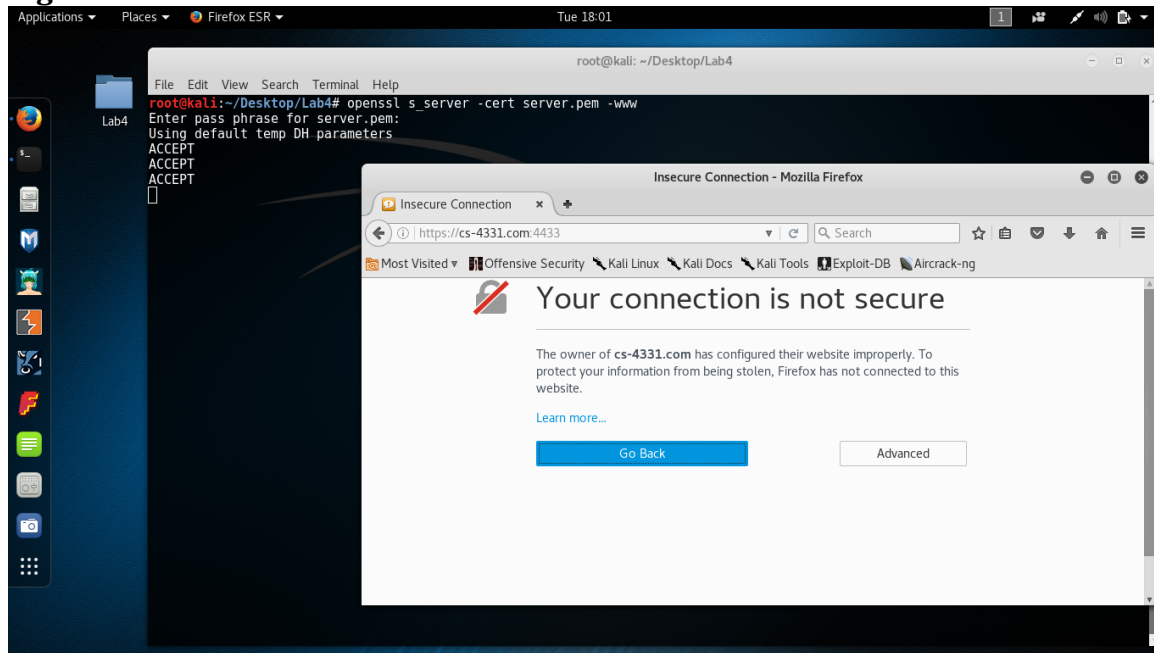 Applications ▾ Places ▾ Firefox ESR ▾ Tue 18:01 1
Lab4
root@kali: ~/Desktop/Lab4
File Edit View Search Terminal Help
root@kali:~/Desktop/Lab4# openssl s_server -cert server.pem -www
Enter pass phrase for server.pem:
Using default temp DH parameters
ACCEPT
ACCEPT
ACCEPT
Insecure Connection - Mozilla Firefox
Insecure Connection
https://cs-4331.com:4433 Search
Most Visited ▾ Offensive Security Kali Linux Kali Docs Kali Tools Exploit-DB Aircrack-ng
Your connection is not secure
The owner of cs-4331.com has configured their website improperly. To
protect your information from being stolen, Firefox has not connected to this
website.
Learn more...
Go Back Advanced